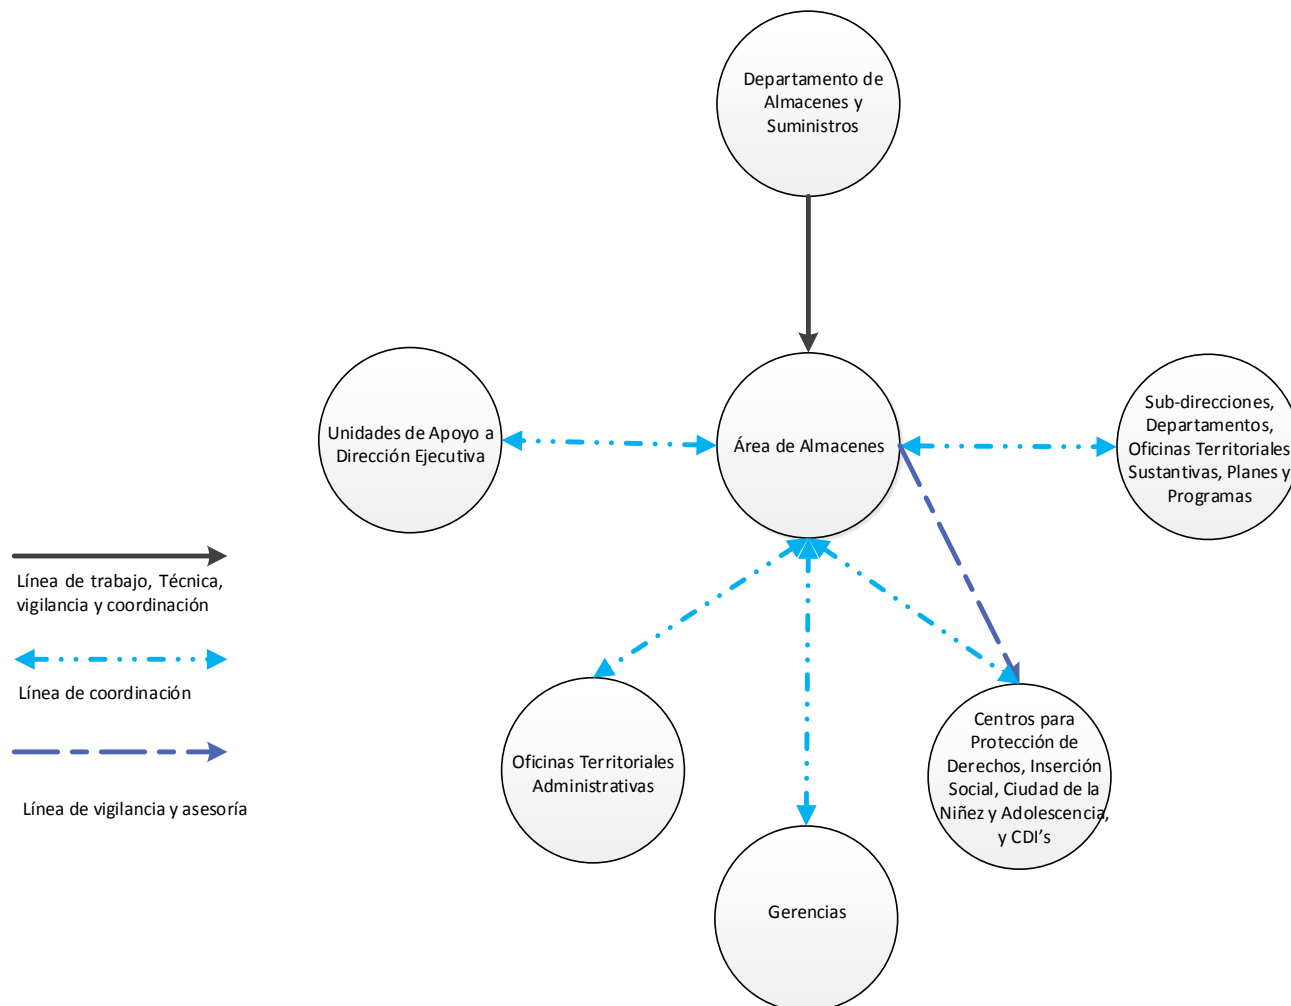 Departamento de
Almacenes y
Suministros
Unidades de Apoyo a
Dirección Ejecutiva
Área de Almacenes
Sub-direcciones,
Departamentos,
Oficinas Territoriales
Sustantivas, Planes y
Programas
Línea de trabajo, Técnica,
vigilancia y coordinación
Línea de coordinación
Línea de vigilancia y asesoría
Oficinas Territoriales
Administrativas
Centros para
Protección de
Derechos, Inserción
Social, Ciudad de la
Niñez y Adolescencia,
y CDI’s
Gerencias